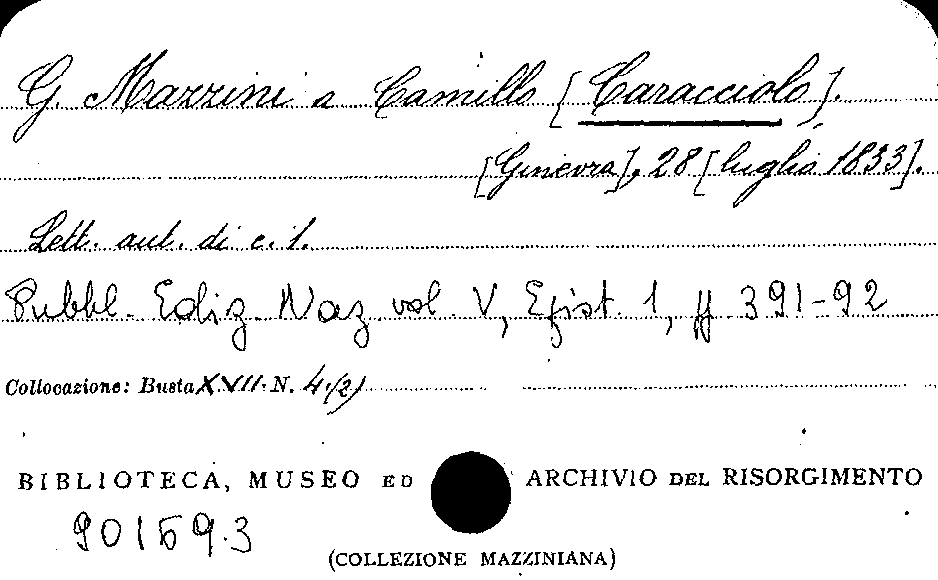 G. Mazzini a Camillo [Caracciolo].
[Ginevra], 28 [luglio 1833].
Lett. aut. di c. 1.
Pubbl. Ediz. Naz. vol. V, Epist. 1, pp. 391-92
Collocazione: Busta XVII. N. 4.(2)
BIBLIOTECA, MUSEO ED ARCHIVIO DEL RISORGIMENTO
90159.3
(COLLEZIONE MAZZINIANA)